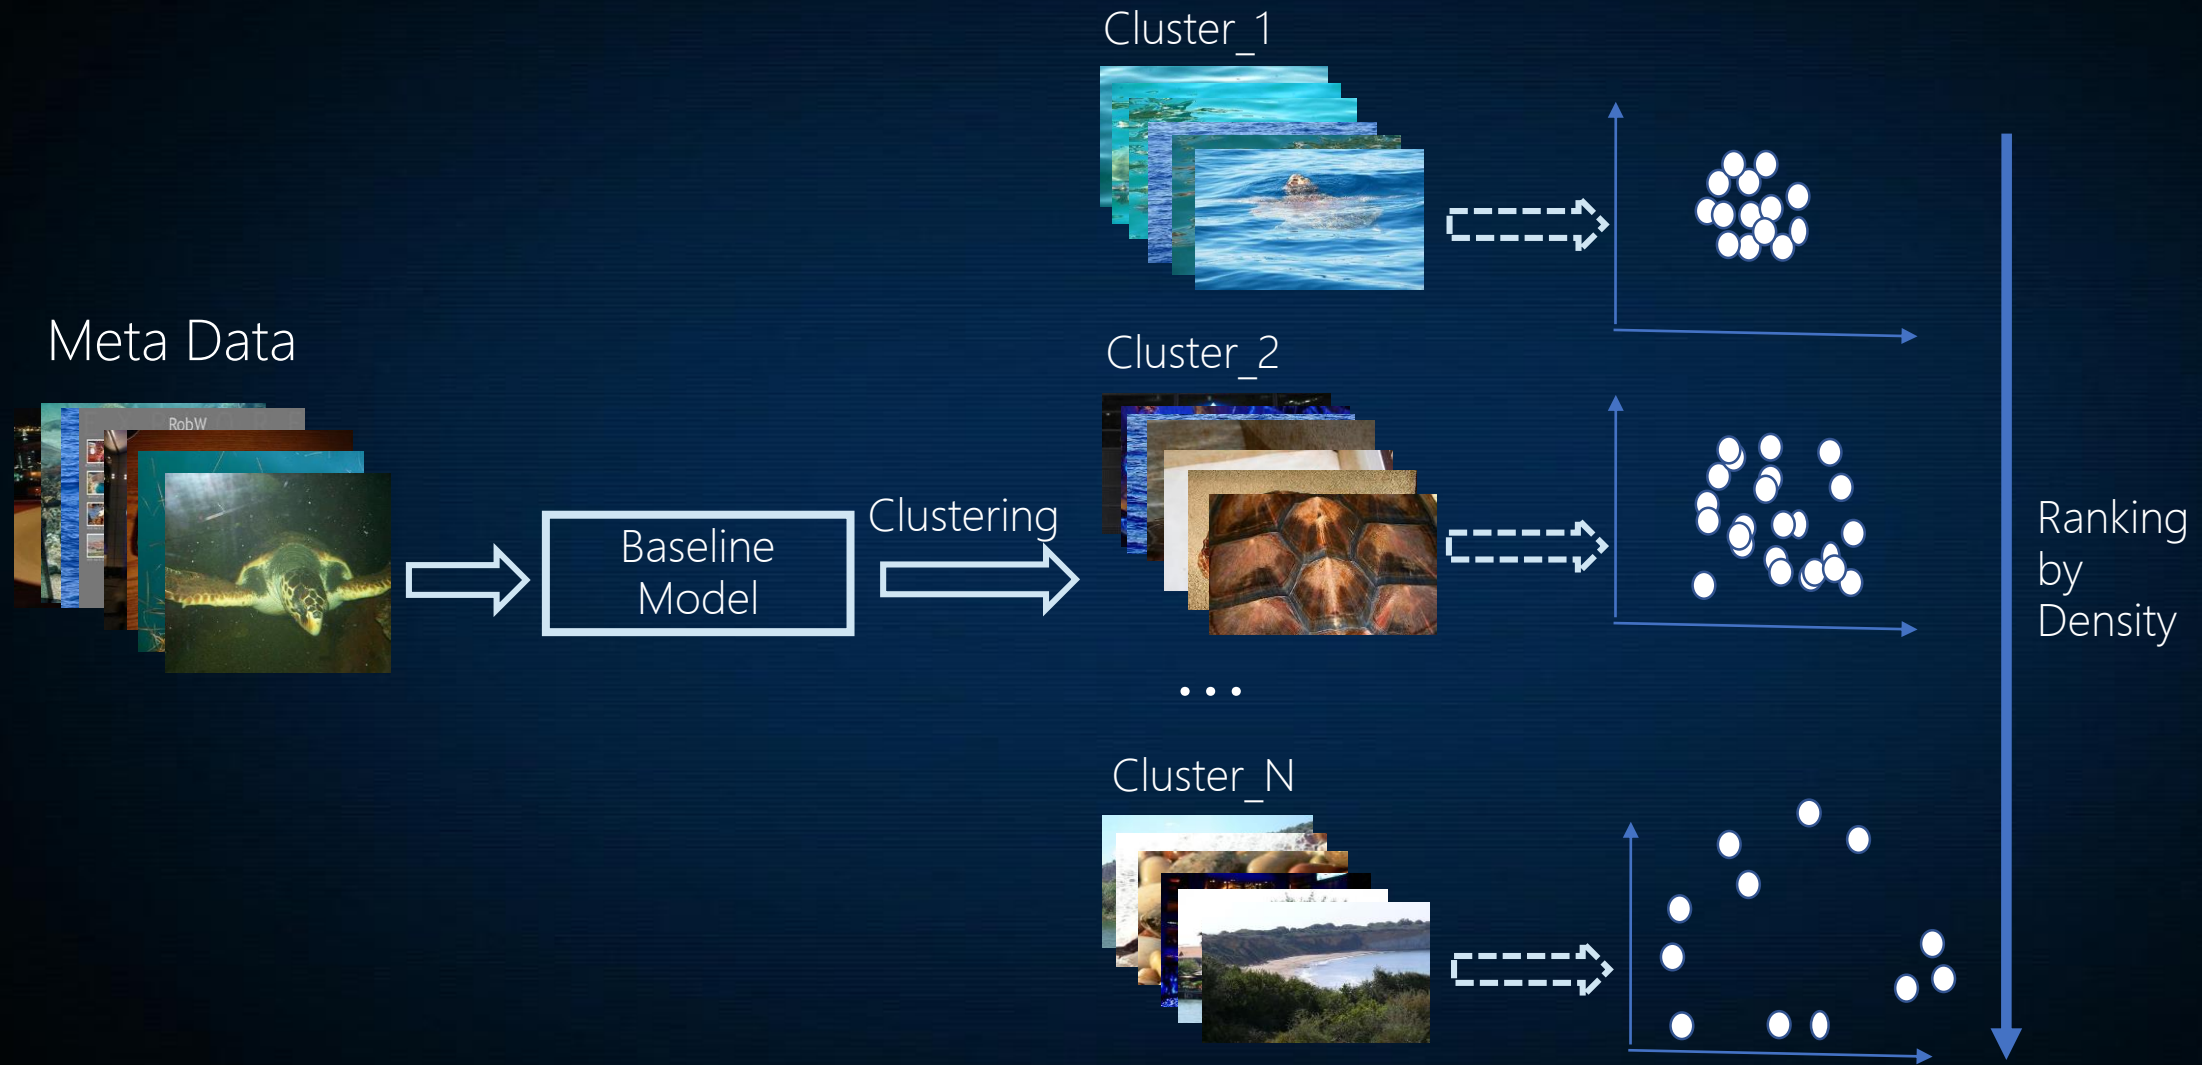 Cluster_1
Meta Data
RobW
Cluster_2
Baseline
Model
Clustering
Ranking
by
Density
...
Cluster_N